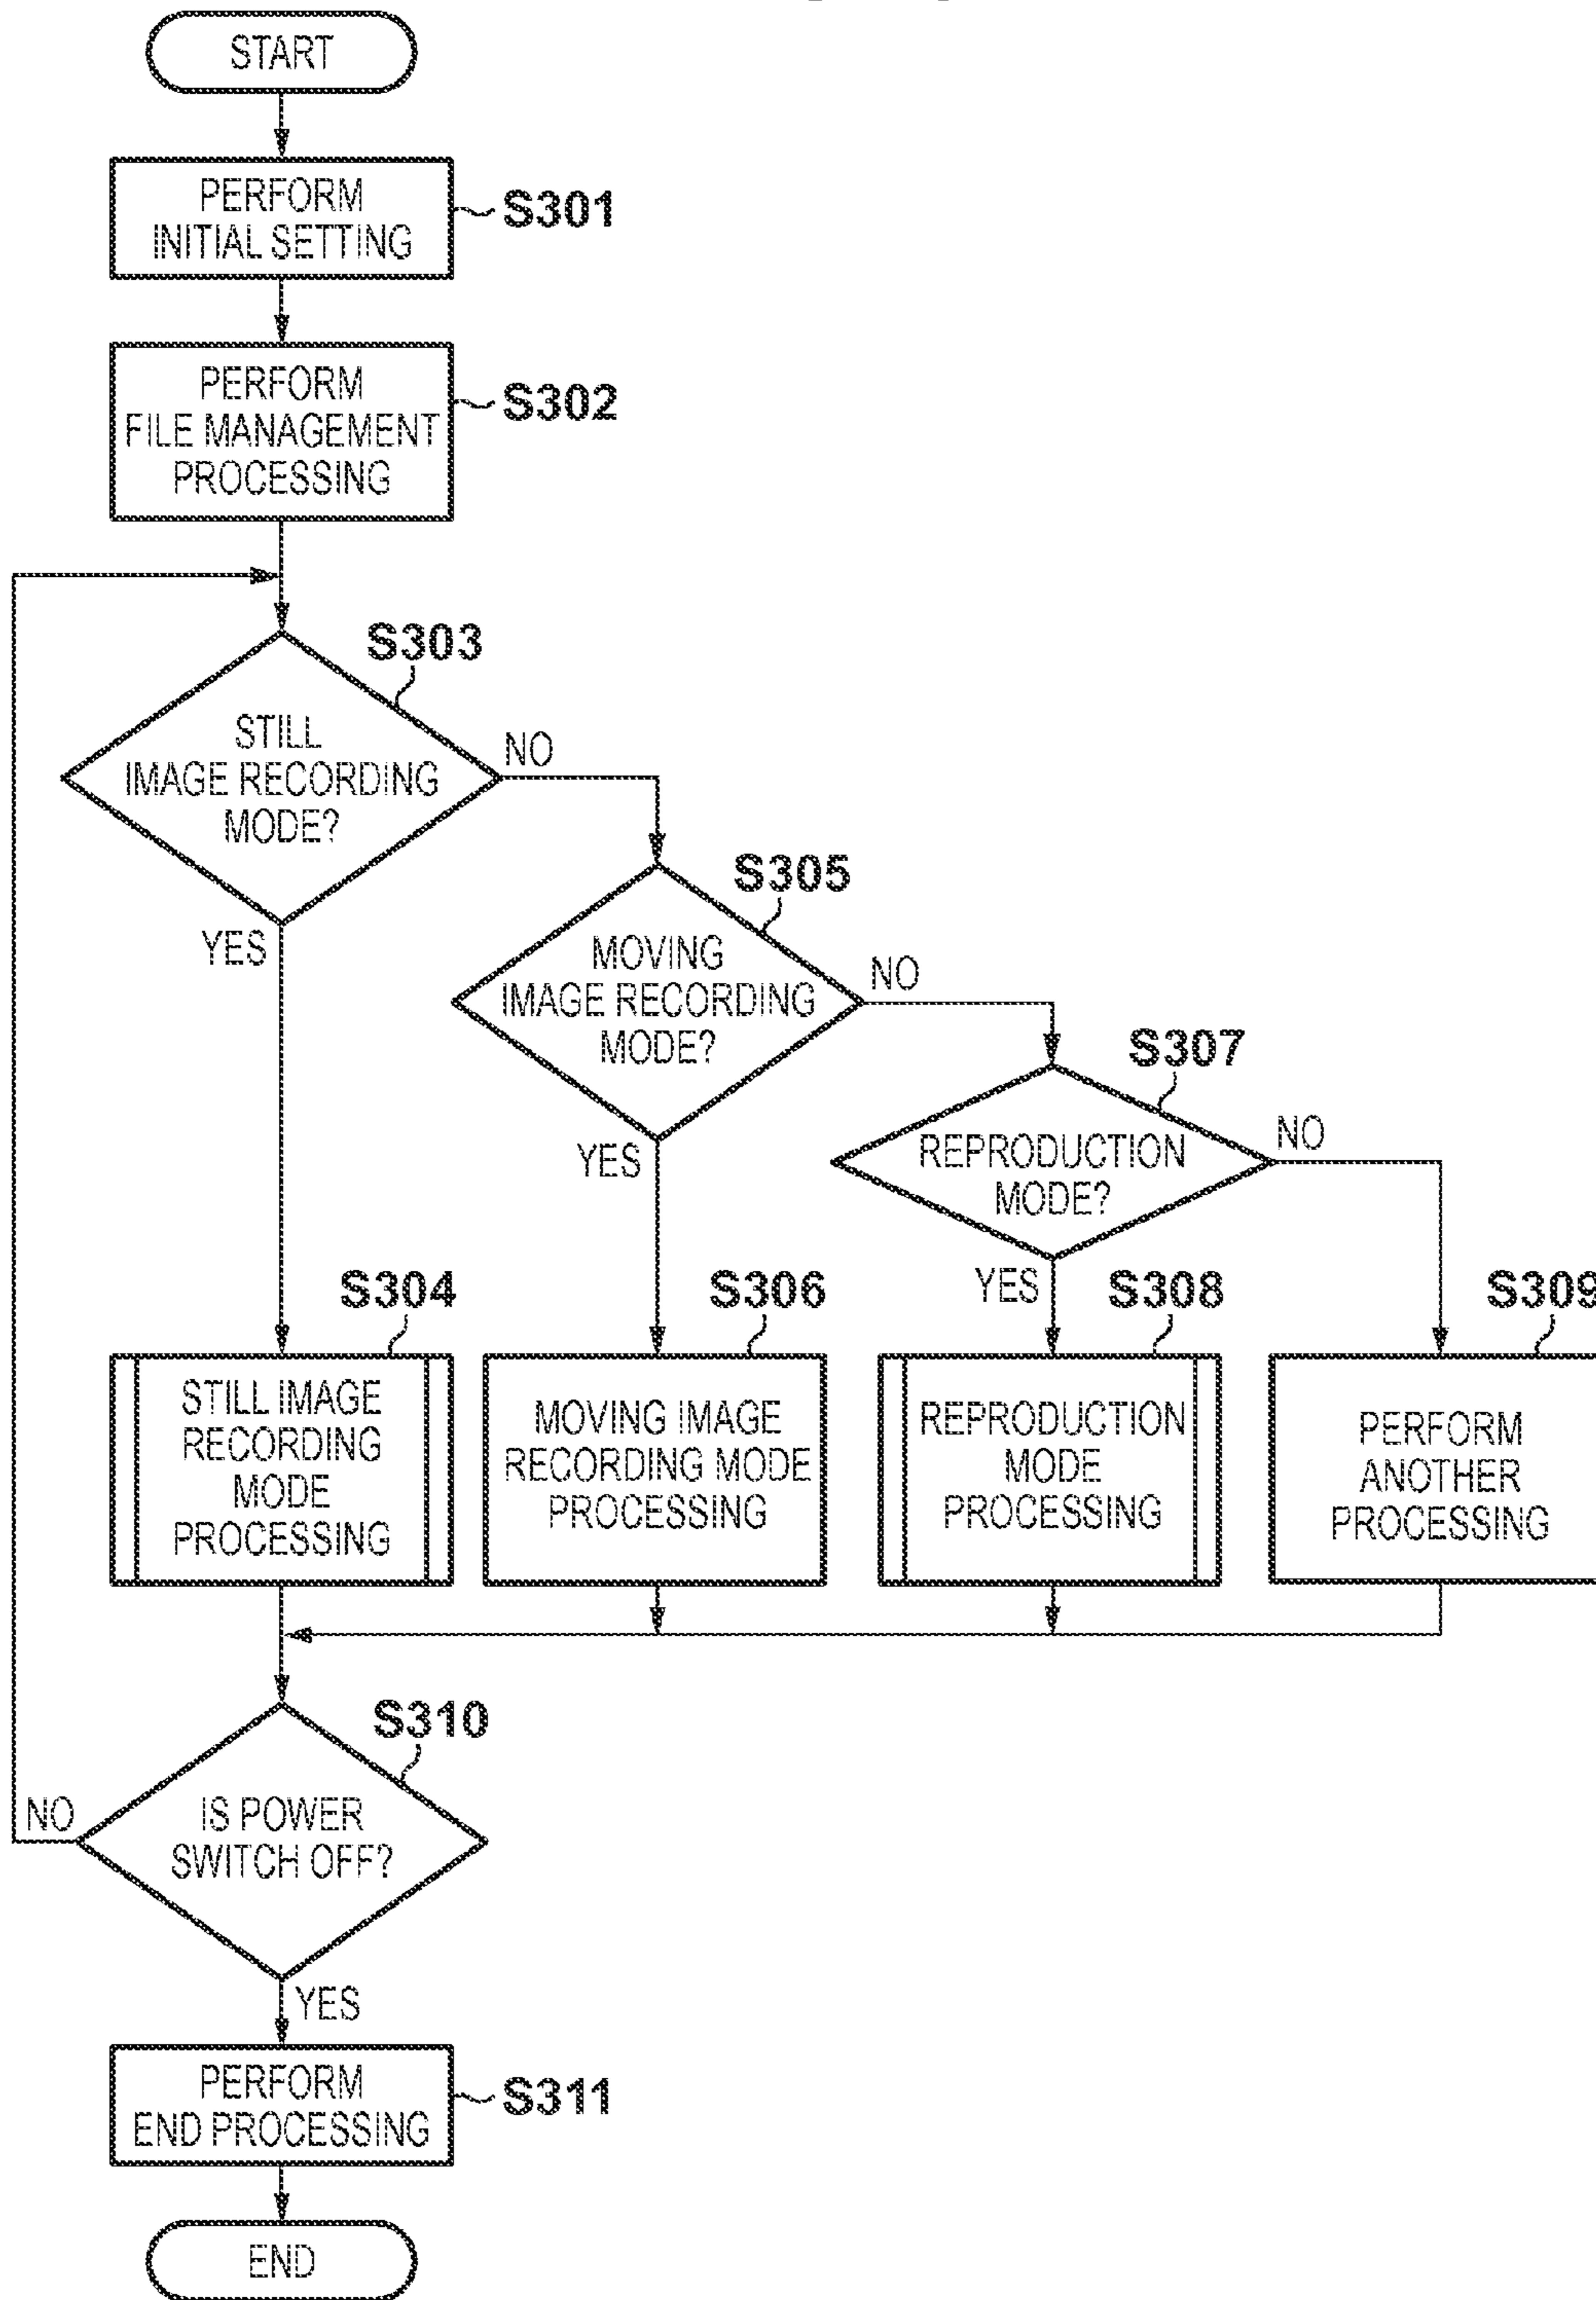 START
PERFORM
INITIAL SETTING
S301
PERFORM
FILE MANAGEMENT
PROCESSING
S302
S303
STILL
IMAGE RECORDING
MODE?
NO
YES
S305
MOVING
IMAGE RECORDING
MODE?
NO
YES
S307
REPRODUCTION
MODE?
NO
YES
S304
STILL IMAGE
RECORDING
MODE
PROCESSING
S306
MOVING IMAGE
RECORDING MODE
PROCESSING
S308
REPRODUCTION
MODE
PROCESSING
S309
PERFORM
ANOTHER
PROCESSING
S310
IS POWER
SWITCH OFF?
NO
YES
PERFORM
END PROCESSING
S311
END